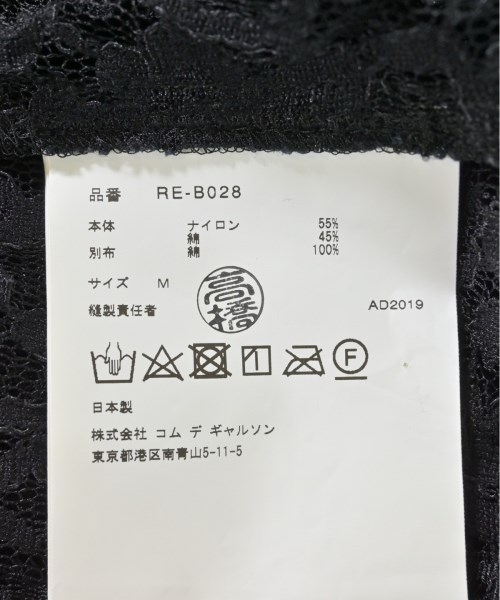 品番 RE-B028
本体 ナイロン 55%
綿 45%
別布 綿 100%
サイズ M
高橋
縫製責任者 AD2019
F
日本製
株式会社 コム デ ギャルソン
東京都港区南青山5-11-5